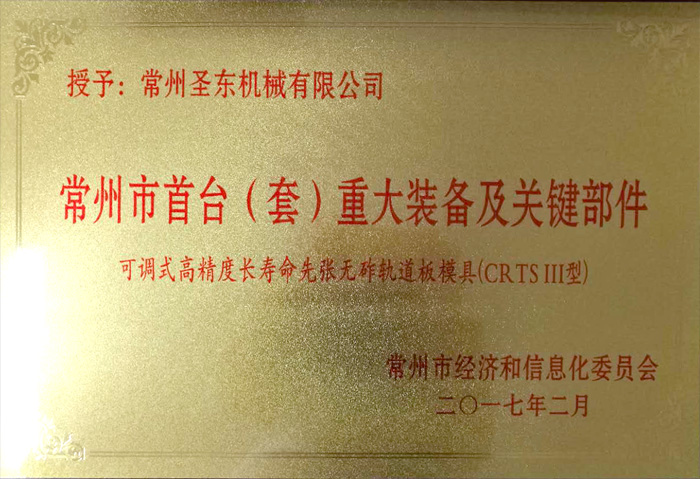 授予：常州圣东机械有限公司
常州市首台（套）重大装备及关键部件
可调式高精度长寿命先张无砟轨道板模具(CRTS III型)
常州市经济和信息化委员会
二〇一七年二月